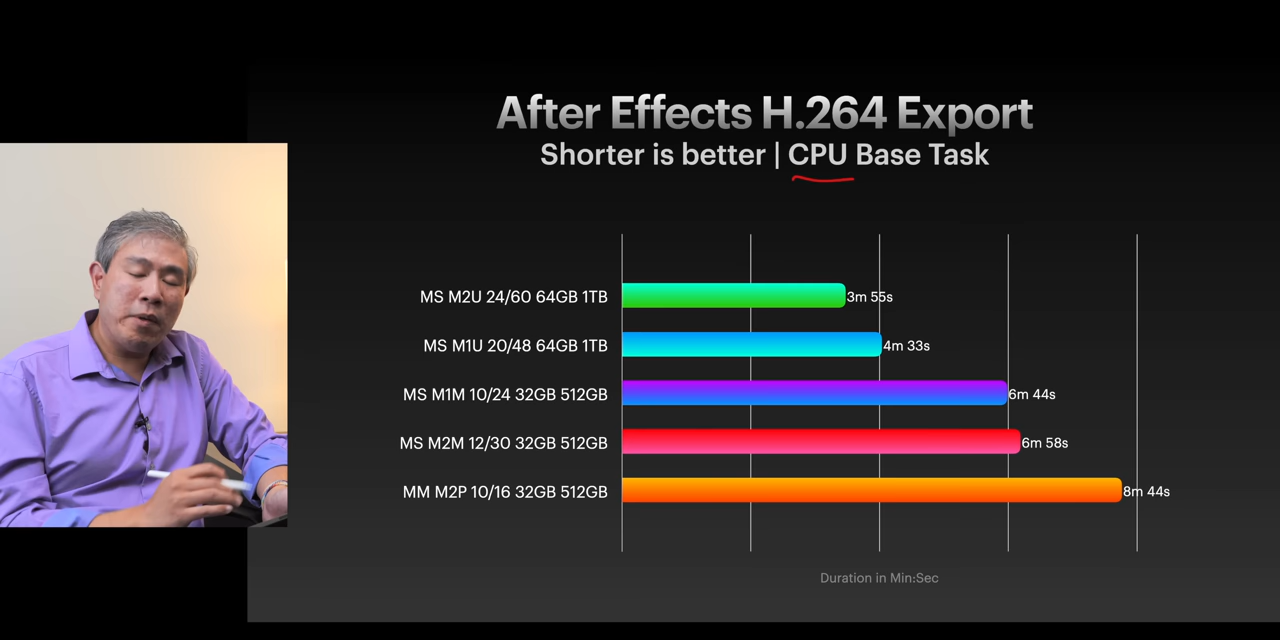 After Effects H.264 Export
Shorter is better | CPU Base Task
MS M2U 24/60 64GB 1TB 3m 55s
MS M1U 20/48 64GB 1TB 4m 33s
MS M1M 10/24 32GB 512GB 6m 44s
MS M2M 12/30 32GB 512GB 6m 58s
MM M2P 10/16 32GB 512GB 8m 44s
Duration in Min:Sec